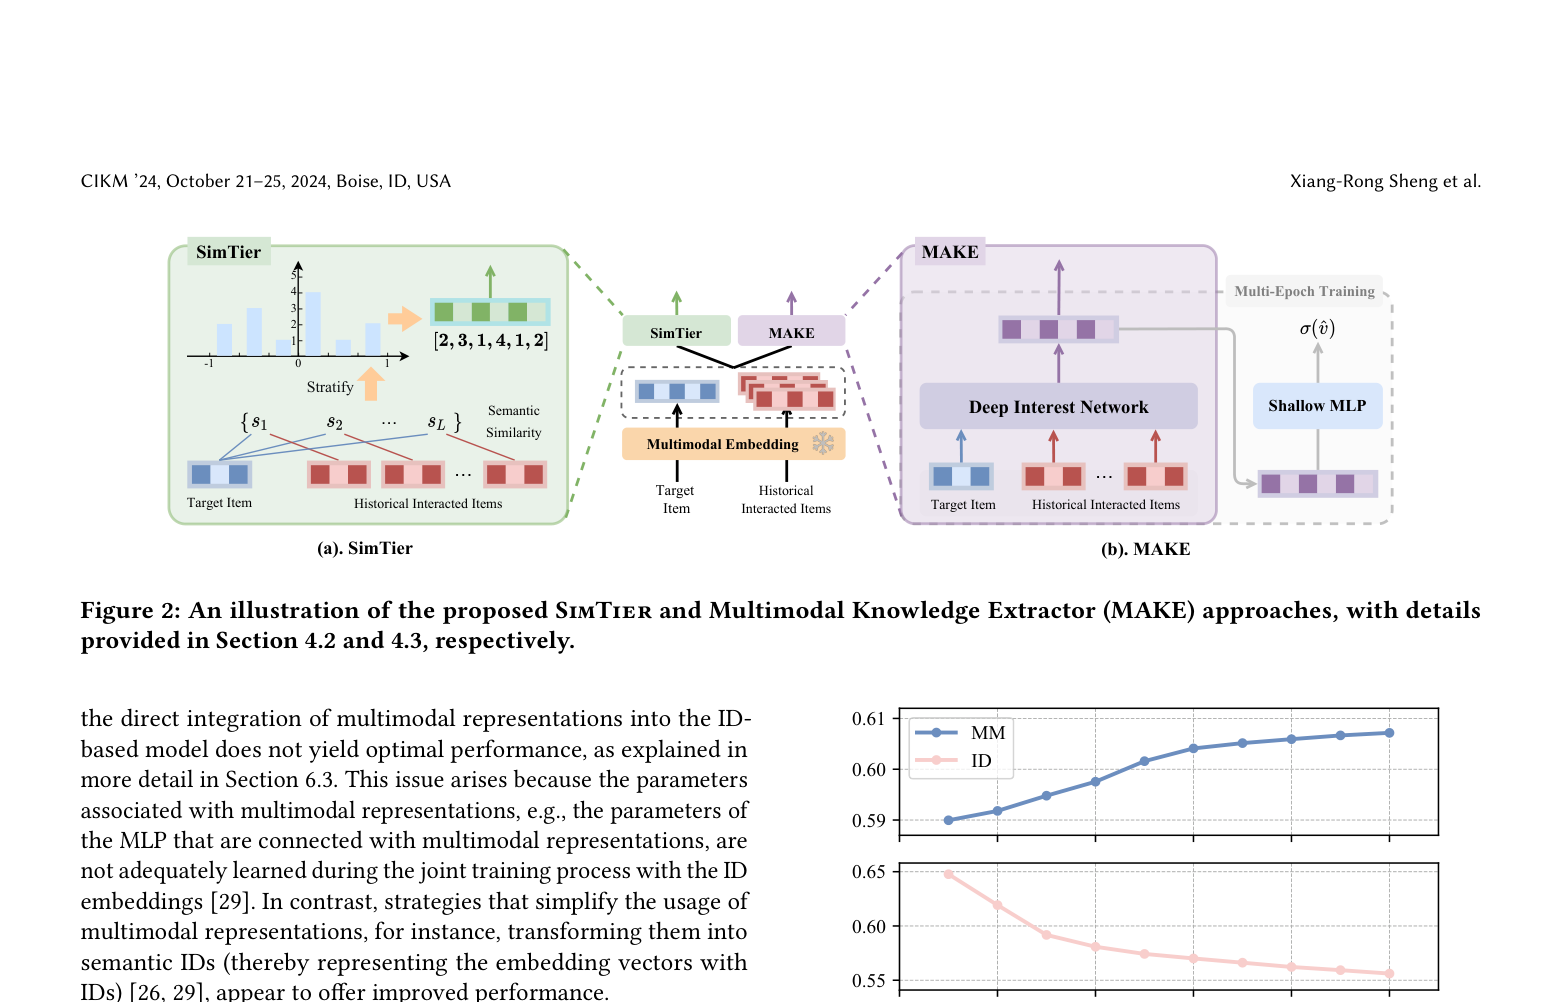 CIKM ’24, October 21–25, 2024, Boise, ID, USA
Xiang-Rong Sheng et al.
SimTier
5
4
3
2
1
-1 0 1
[2, 3, 1, 4, 1, 2]
Stratify
{s1 s2 ... sL}
Semantic
Similarity
...
Target Item
Historical Interacted Items
(a). SimTier
SimTier
MAKE
Multimodal Embedding
Target
Item
Historical
Interacted Items
MAKE
Multi-Epoch Training
σ(v̂)
Deep Interest Network
Shallow MLP
...
Target Item
Historical Interacted Items
(b). MAKE
Figure 2: An illustration of the proposed SimTier and Multimodal Knowledge Extractor (MAKE) approaches, with details
provided in Section 4.2 and 4.3, respectively.
the direct integration of multimodal representations into the ID-
based model does not yield optimal performance, as explained in
more detail in Section 6.3. This issue arises because the parameters
associated with multimodal representations, e.g., the parameters of
the MLP that are connected with multimodal representations, are
not adequately learned during the joint training process with the ID
embeddings [29]. In contrast, strategies that simplify the usage of
multimodal representations, for instance, transforming them into
semantic IDs (thereby representing the embedding vectors with
IDs) [26, 29], appear to offer improved performance.
0.61
0.60
0.59
MM
ID
0.65
0.60
0.55